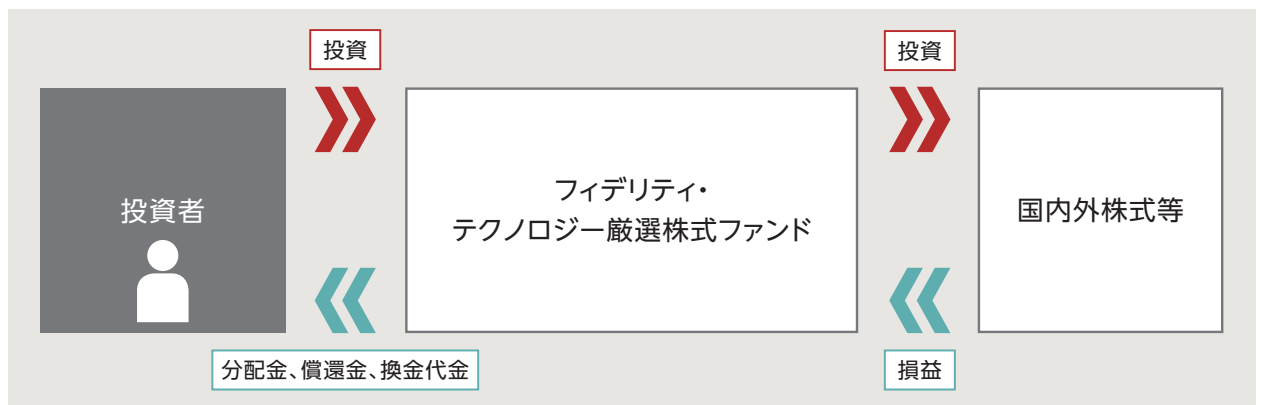 投資
投資
投資者
フィデリティ・
テクノロジー厳選株式ファンド
国内外株式等
分配金、償還金、換金代金
損益